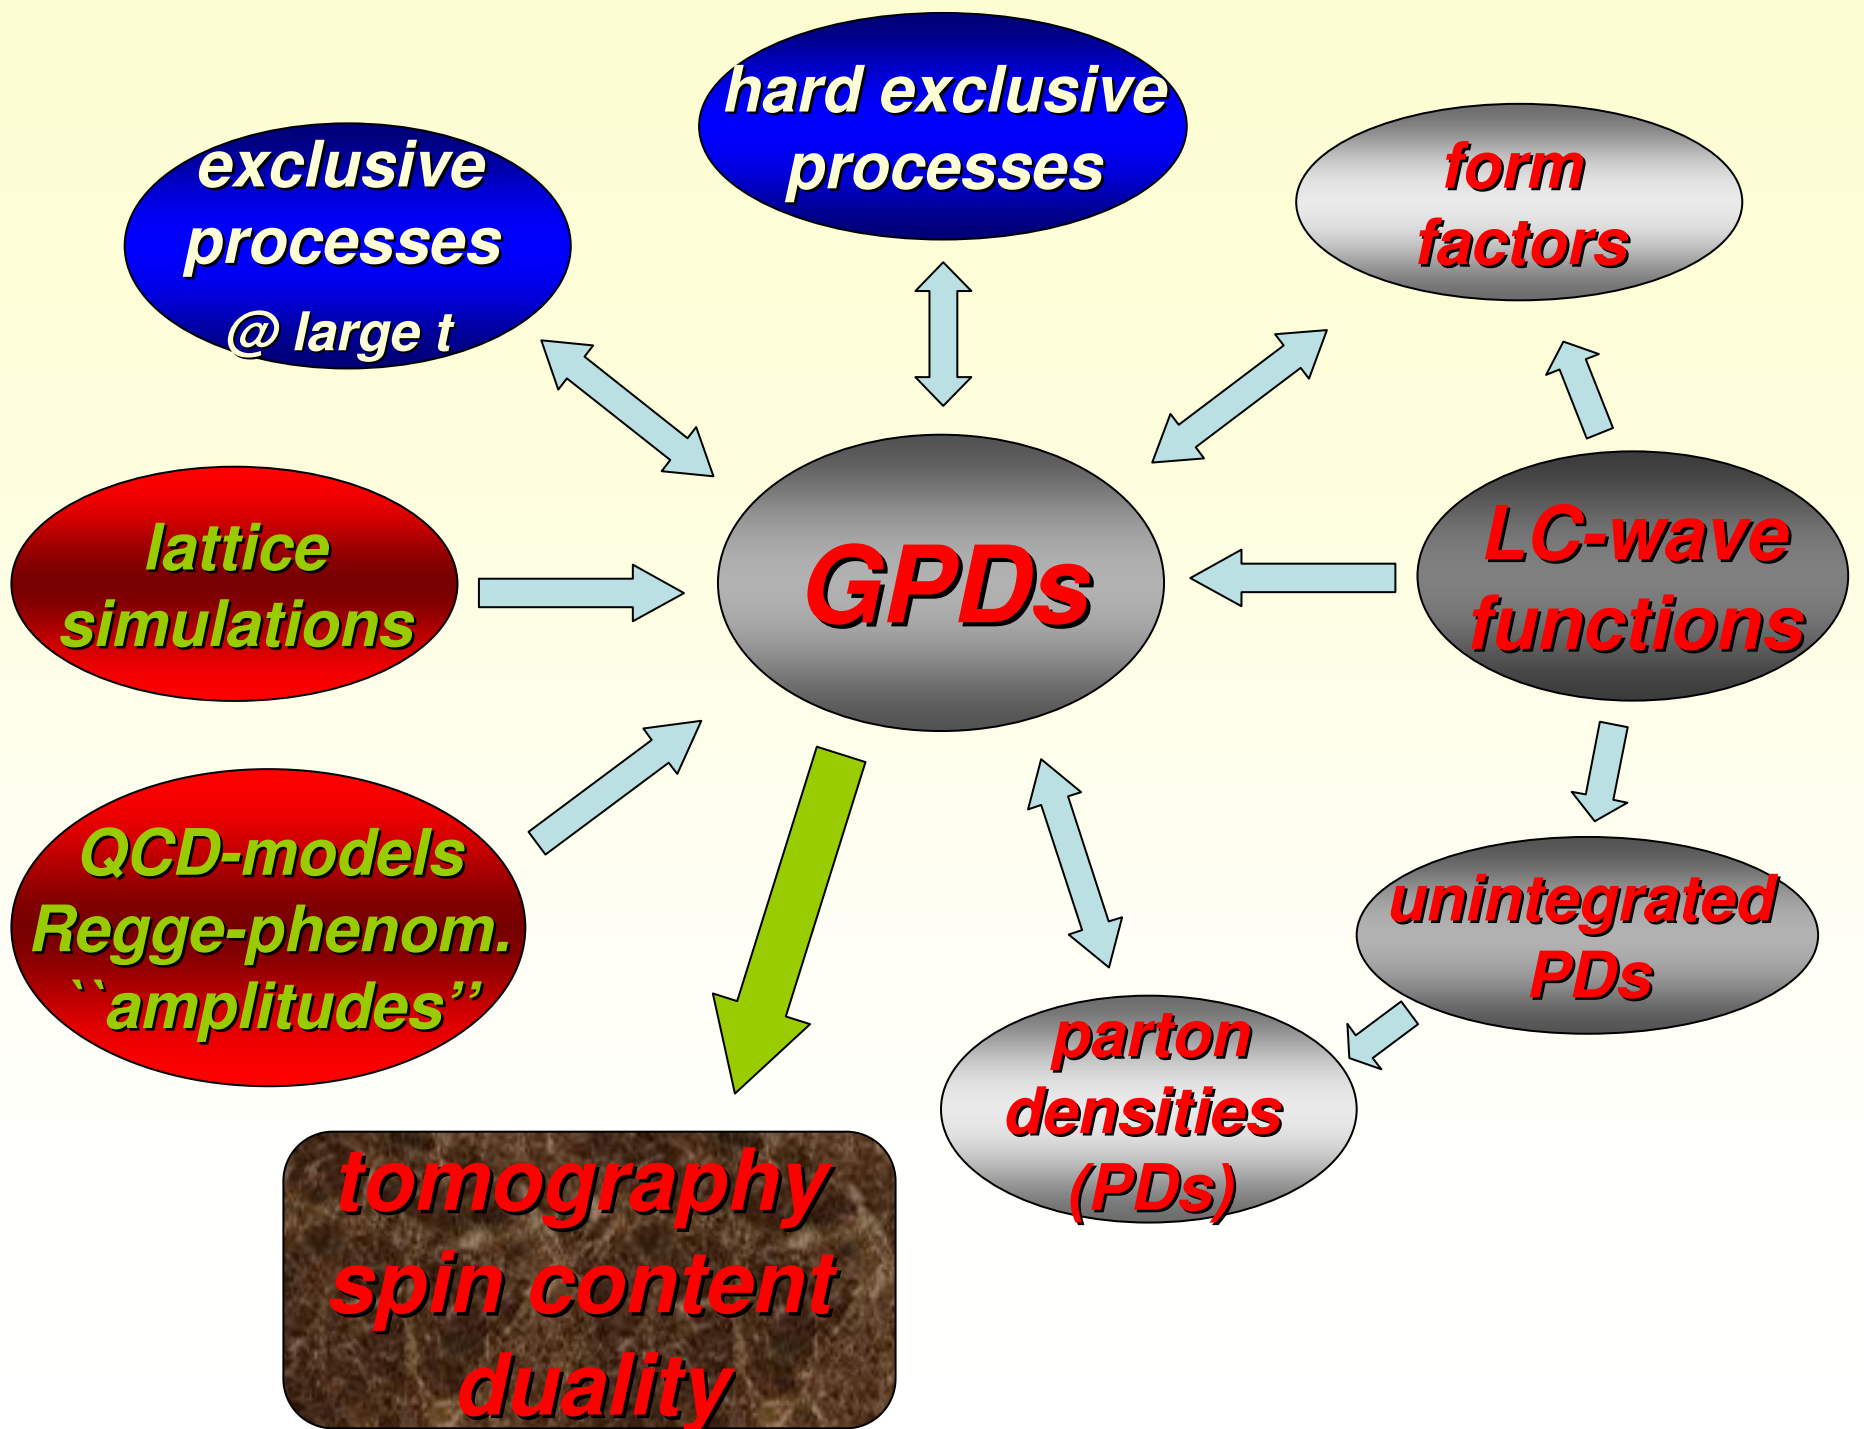 hard exclusive
processes
exclusive
processes
@ large t
form
factors
lattice
simulations
GPDs
LC-wave
functions
QCD-models
Regge-phenom.
``amplitudes’’
unintegrated
PDs
parton
densities
(PDs)
tomography
spin content
duality